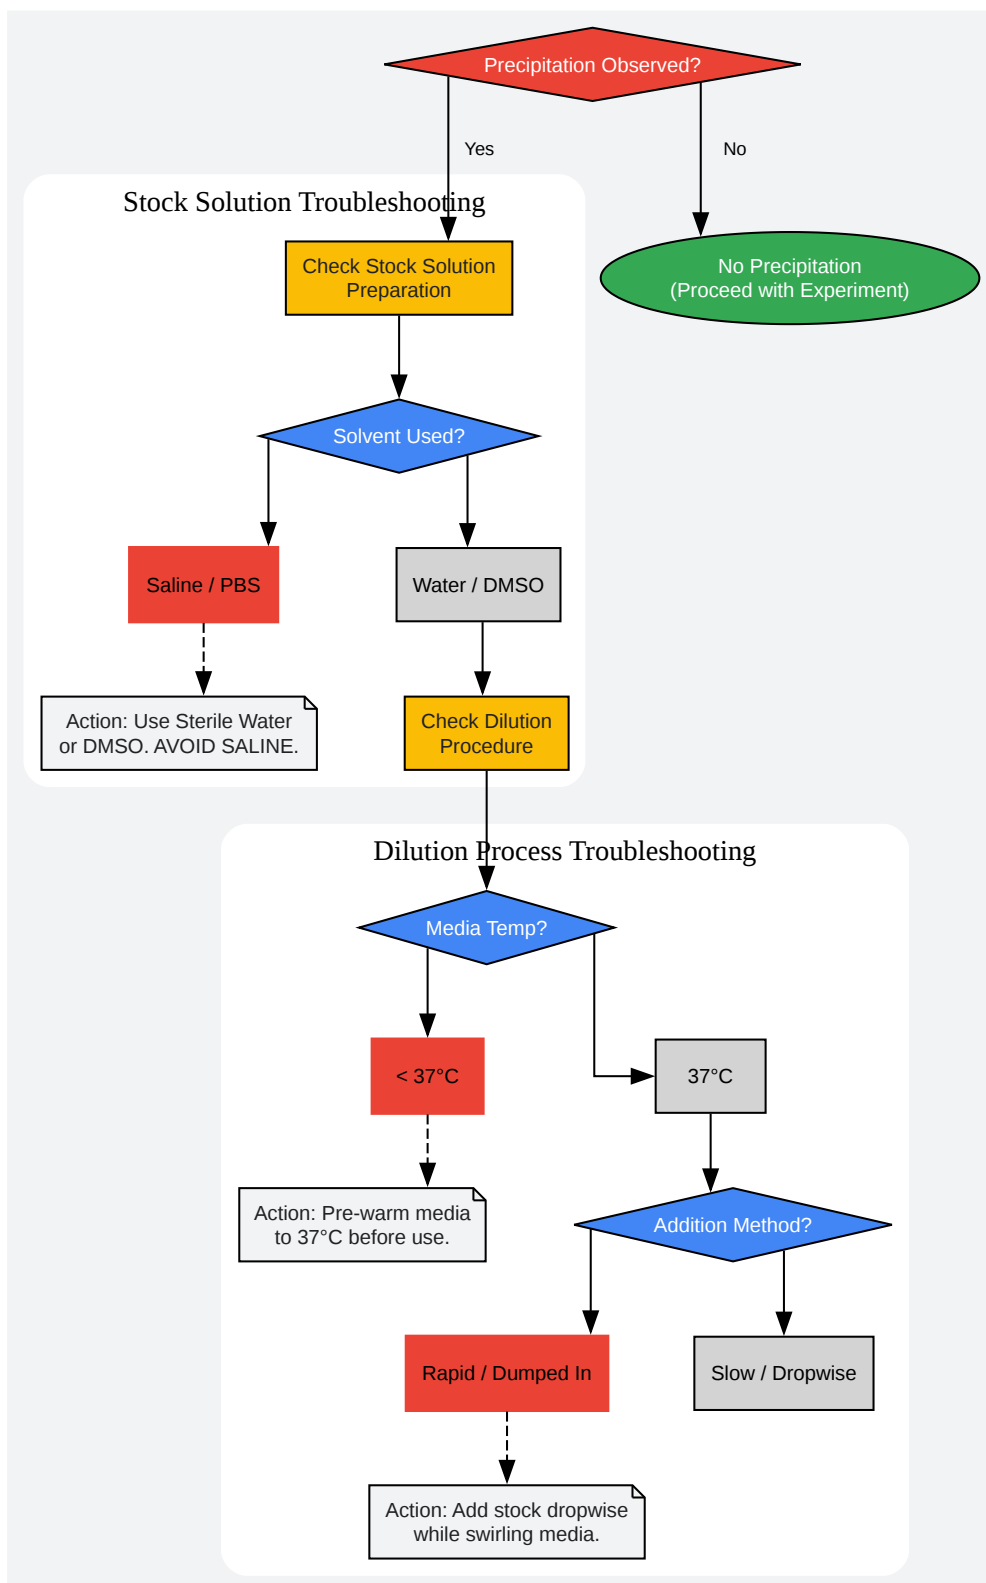 Precipitation Observed?
Yes
No
Stock Solution Troubleshooting
Check Stock Solution
Preparation
No Precipitation
(Proceed with Experiment)
Solvent Used?
Saline / PBS
Water / DMSO
Action: Use Sterile Water
or DMSO. AVOID SALINE.
Check Dilution
Procedure
Dilution Process Troubleshooting
Media Temp?
< 37°C
37°C
Action: Pre-warm media
to 37°C before use.
Addition Method?
Rapid / Dumped In
Slow / Dropwise
Action: Add stock dropwise
while swirling media.